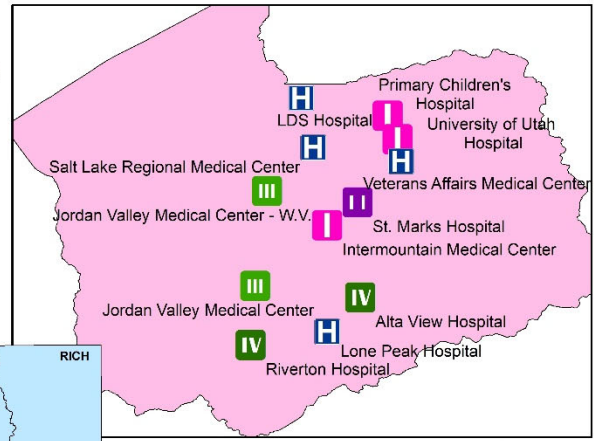 H
Primary Children's
Hospital
I
LDS Hospital
I
University of Utah
Hospital
H
H
Salt Lake Regional Medical Center
Veterans Affairs Medical Center
III
II
Jordan Valley Medical Center - W.V.
St. Marks Hospital
I
Intermountain Medical Center
III
IV
Jordan Valley Medical Center
Alta View Hospital
H
IV
Lone Peak Hospital
Riverton Hospital
RICH